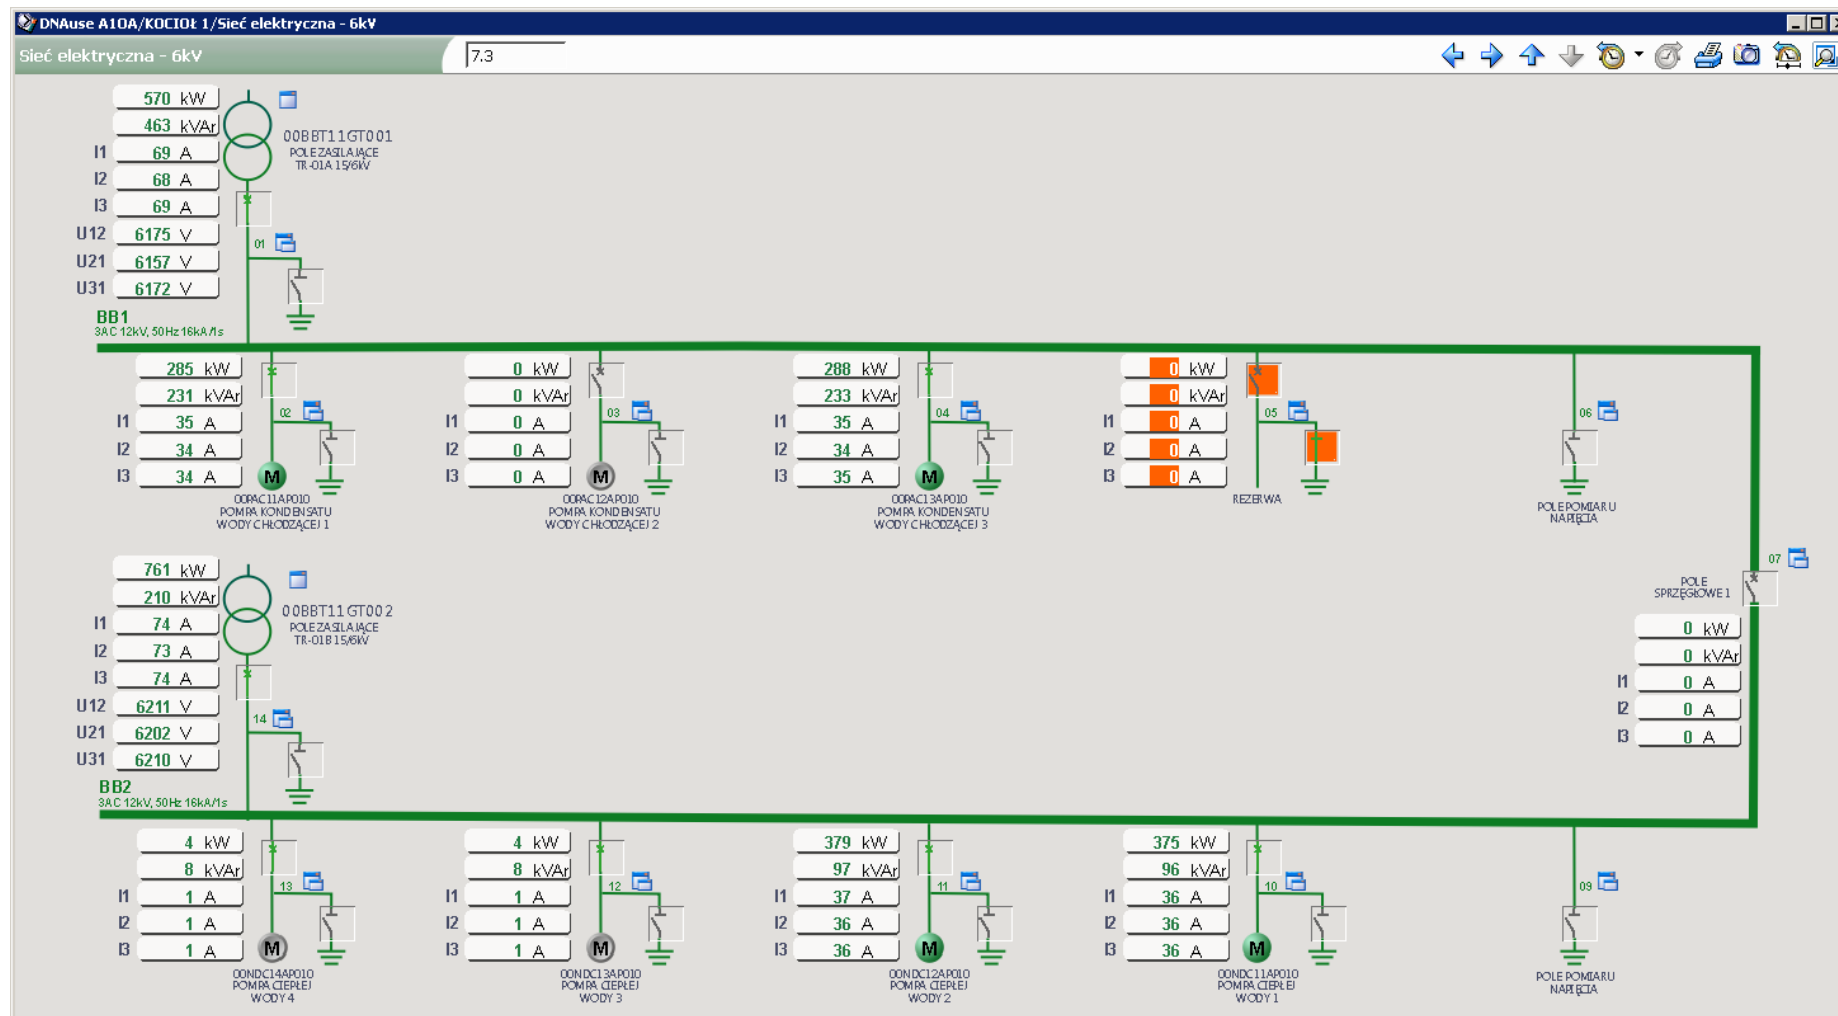 DNAuse A10A/KOCIOŁ 1/Sieć elektryczna - 6kV
Sieć elektryczna - 6kV
7.3
570 kW
463 kVAr
I1 69 A
I2 68 A
I3 69 A
U12 6175 V
U21 6157 V
U31 6172 V
00BBT11GT001
POLE ZASILAJĄCE
TR-01A 15/6kV
01
BB1
3AC 12kV, 50Hz 16kA/1s
285 kW
231 kVAr
I1 35 A
I2 34 A
I3 34 A
02
M
00PAC11AP010
POMPA KONDENSATU
WODY CHŁODZĄCEJ 1
0 kW
0 kVAr
I1 0 A
I2 0 A
I3 0 A
03
M
00PAC12AP010
POMPA KONDENSATU
WODY CHŁODZĄCEJ 2
288 kW
233 kVAr
I1 35 A
I2 34 A
I3 35 A
04
M
00PAC13AP010
POMPA KONDENSATU
WODY CHŁODZĄCEJ 3
0 kW
0 kVAr
I1 0 A
I2 0 A
I3 0 A
05
REZERWA
06
POLE POMIARU
NAPIĘCIA
07
POLE
SPRZĘGŁOWE 1
0 kW
0 kVAr
I1 0 A
I2 0 A
I3 0 A
761 kW
210 kVAr
I1 74 A
I2 73 A
I3 74 A
U12 6211 V
U21 6202 V
U31 6210 V
00BBT11GT002
POLE ZASILAJĄCE
TR-01B 15/6kV
14
BB2
3AC 12kV, 50Hz 16kA/1s
4 kW
8 kVAr
I1 1 A
I2 1 A
I3 1 A
13
M
00NDC14AP010
POMPA CIEPŁEJ
WODY 4
4 kW
8 kVAr
I1 1 A
I2 1 A
I3 1 A
12
M
00NDC13AP010
POMPA CIEPŁEJ
WODY 3
379 kW
97 kVAr
I1 37 A
I2 36 A
I3 36 A
11
M
00NDC12AP010
POMPA CIEPŁEJ
WODY 2
375 kW
96 kVAr
I1 36 A
I2 36 A
I3 36 A
10
M
00NDC11AP010
POMPA CIEPŁEJ
WODY 1
09
POLE POMIARU
NAPIĘCIA